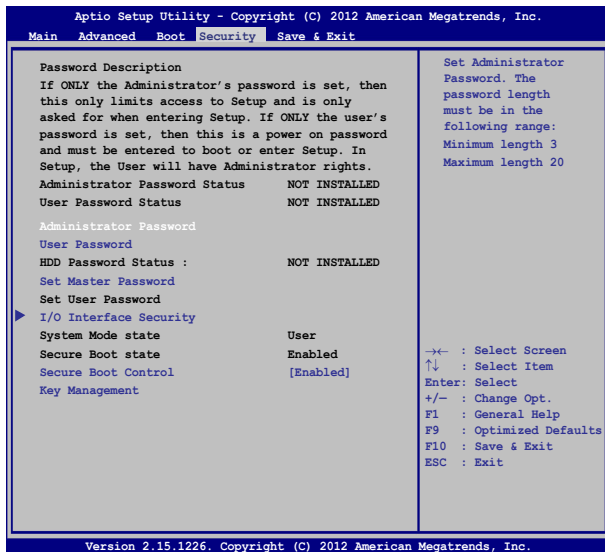 Aptio Setup Utility - Copyright (C) 2012 American Megatrends, Inc.
Main Advanced Boot Security Save & Exit
Password Description
If ONLY the Administrator's password is set, then
this only limits access to Setup and is only
asked for when entering Setup. If ONLY the user's
password is set, then this is a power on password
and must be entered to boot or enter Setup. In
Setup, the User will have Administrator rights.
Administrator Password Status NOT INSTALLED
User Password Status NOT INSTALLED
Administrator Password
User Password
HDD Password Status : NOT INSTALLED
Set Master Password
Set User Password
I/O Interface Security
System Mode state User
Secure Boot state Enabled
Secure Boot Control [Enabled]
Key Management
Set Administrator
Password. The
password length
must be in the
following range:
Minimum length 3
Maximum length 20
→← : Select Screen
↑↓ : Select Item
Enter: Select
+/— : Change Opt.
F1 : General Help
F9 : Optimized Defaults
F10 : Save & Exit
ESC : Exit
Version 2.15.1226. Copyright (C) 2012 American Megatrends, Inc.